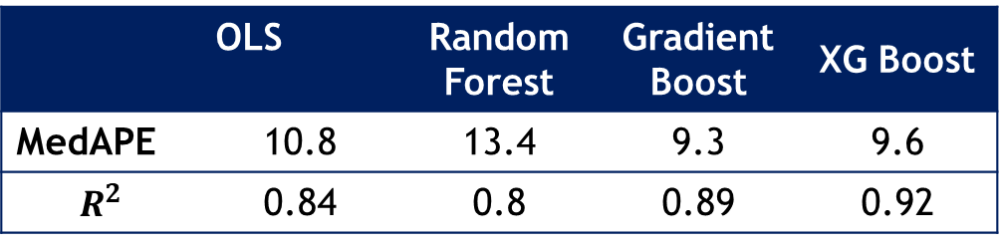 OLS Random Forest Gradient Boost XG Boost
MedAPE 10.8 13.4 9.3 9.6
R² 0.84 0.8 0.89 0.92